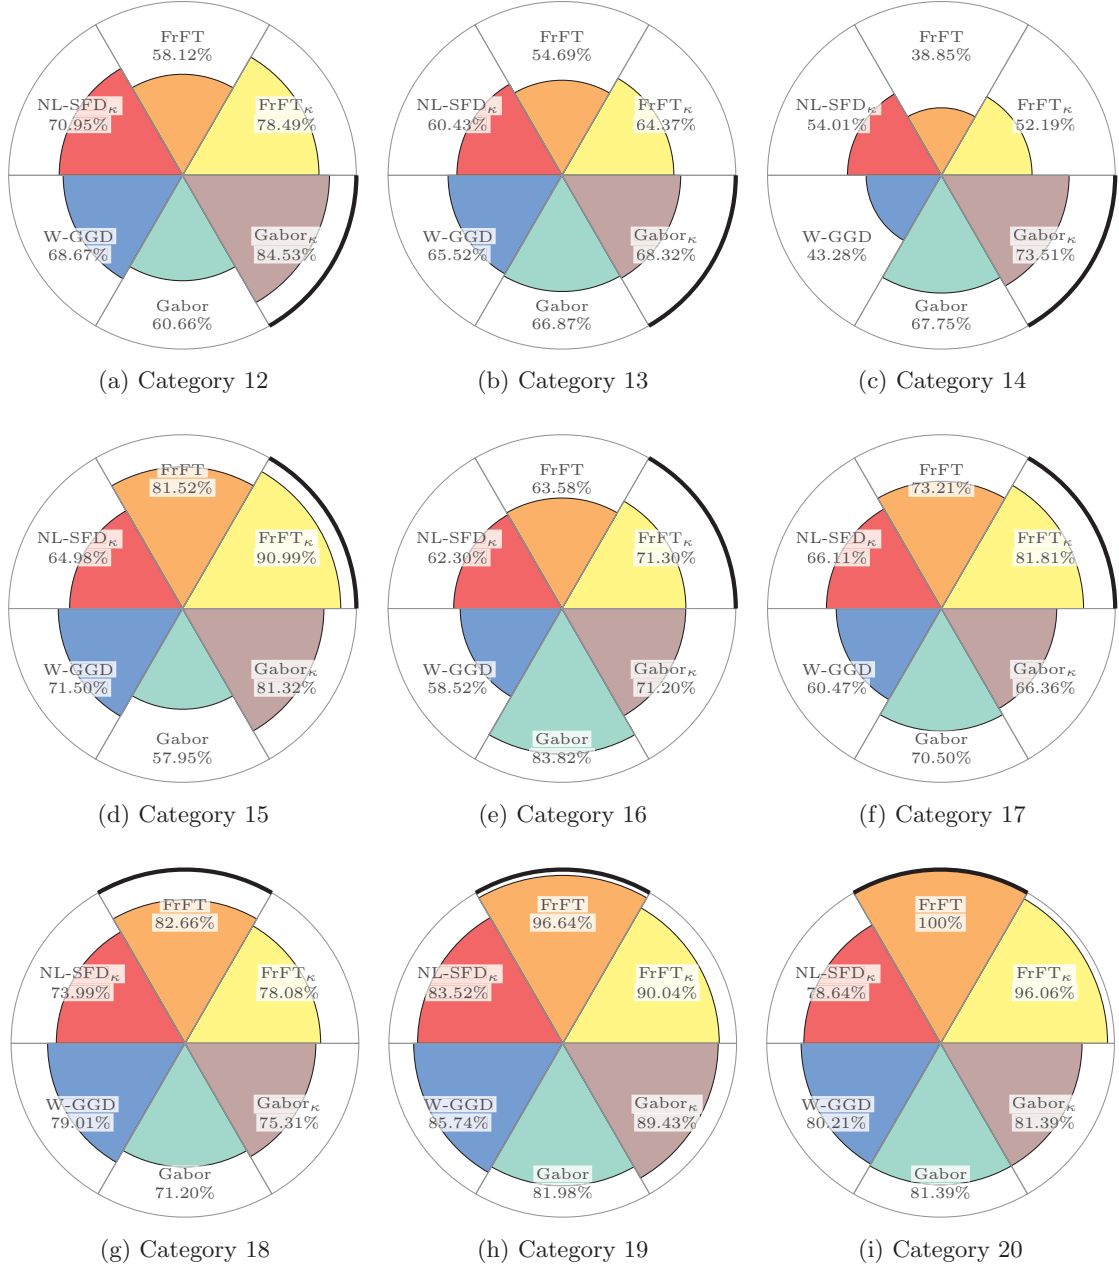 FrFT
58.12%
NL-SFDκ
70.95%
FrFTκ
78.49%
W-GGD
68.67%
Gaborκ
84.53%
Gabor
60.66%
(a) Category 12
FrFT
54.69%
NL-SFDκ
60.43%
FrFTκ
64.37%
W-GGD
65.52%
Gaborκ
68.32%
Gabor
66.87%
(b) Category 13
FrFT
38.85%
NL-SFDκ
54.01%
FrFTκ
52.19%
W-GGD
43.28%
Gaborκ
73.51%
Gabor
67.75%
(c) Category 14
FrFT
81.52%
NL-SFDκ
64.98%
FrFTκ
90.99%
W-GGD
71.50%
Gaborκ
81.32%
Gabor
57.95%
(d) Category 15
FrFT
63.58%
NL-SFDκ
62.30%
FrFTκ
71.30%
W-GGD
58.52%
Gaborκ
71.20%
Gabor
83.82%
(e) Category 16
FrFT
73.21%
NL-SFDκ
66.11%
FrFTκ
81.81%
W-GGD
60.47%
Gaborκ
66.36%
Gabor
70.50%
(f) Category 17
FrFT
82.66%
NL-SFDκ
73.99%
FrFTκ
78.08%
W-GGD
79.01%
Gaborκ
75.31%
Gabor
71.20%
(g) Category 18
FrFT
96.64%
NL-SFDκ
83.52%
FrFTκ
90.04%
W-GGD
85.74%
Gaborκ
89.43%
Gabor
81.98%
(h) Category 19
FrFT
100%
NL-SFDκ
78.64%
FrFTκ
96.06%
W-GGD
80.21%
Gaborκ
81.39%
Gabor
81.39%
(i) Category 20